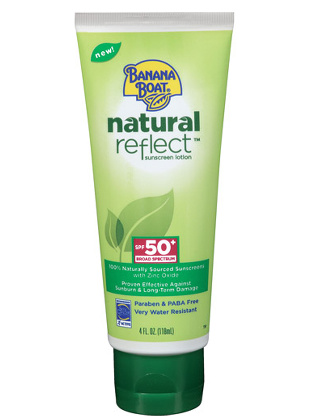 new!
BANANA
BOAT®
natural
reflect™
sunscreen lotion
SPF 50+
BROAD SPECTRUM
100% Naturally Sourced Sunscreens
with Zinc Oxide
Proven Effective Against
Sunburn & Long-Term Damage
Paraben & PABA Free
Very Water Resistant
4 FL. OZ. (118mL)